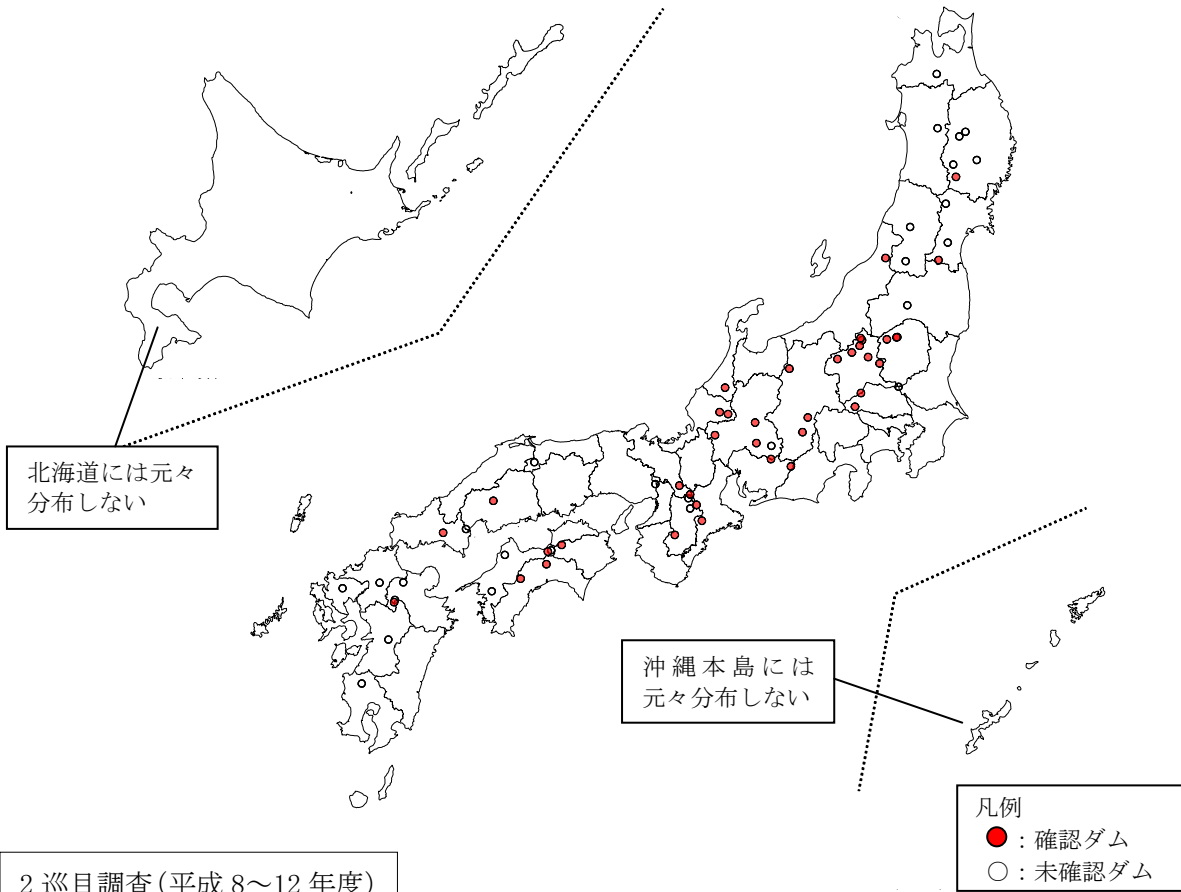 北海道には元々
分布しない
沖縄本島には
元々分布しない
凡例
：確認ダム
：未確認ダム
2 巡目調査(平成 8～12 年度)